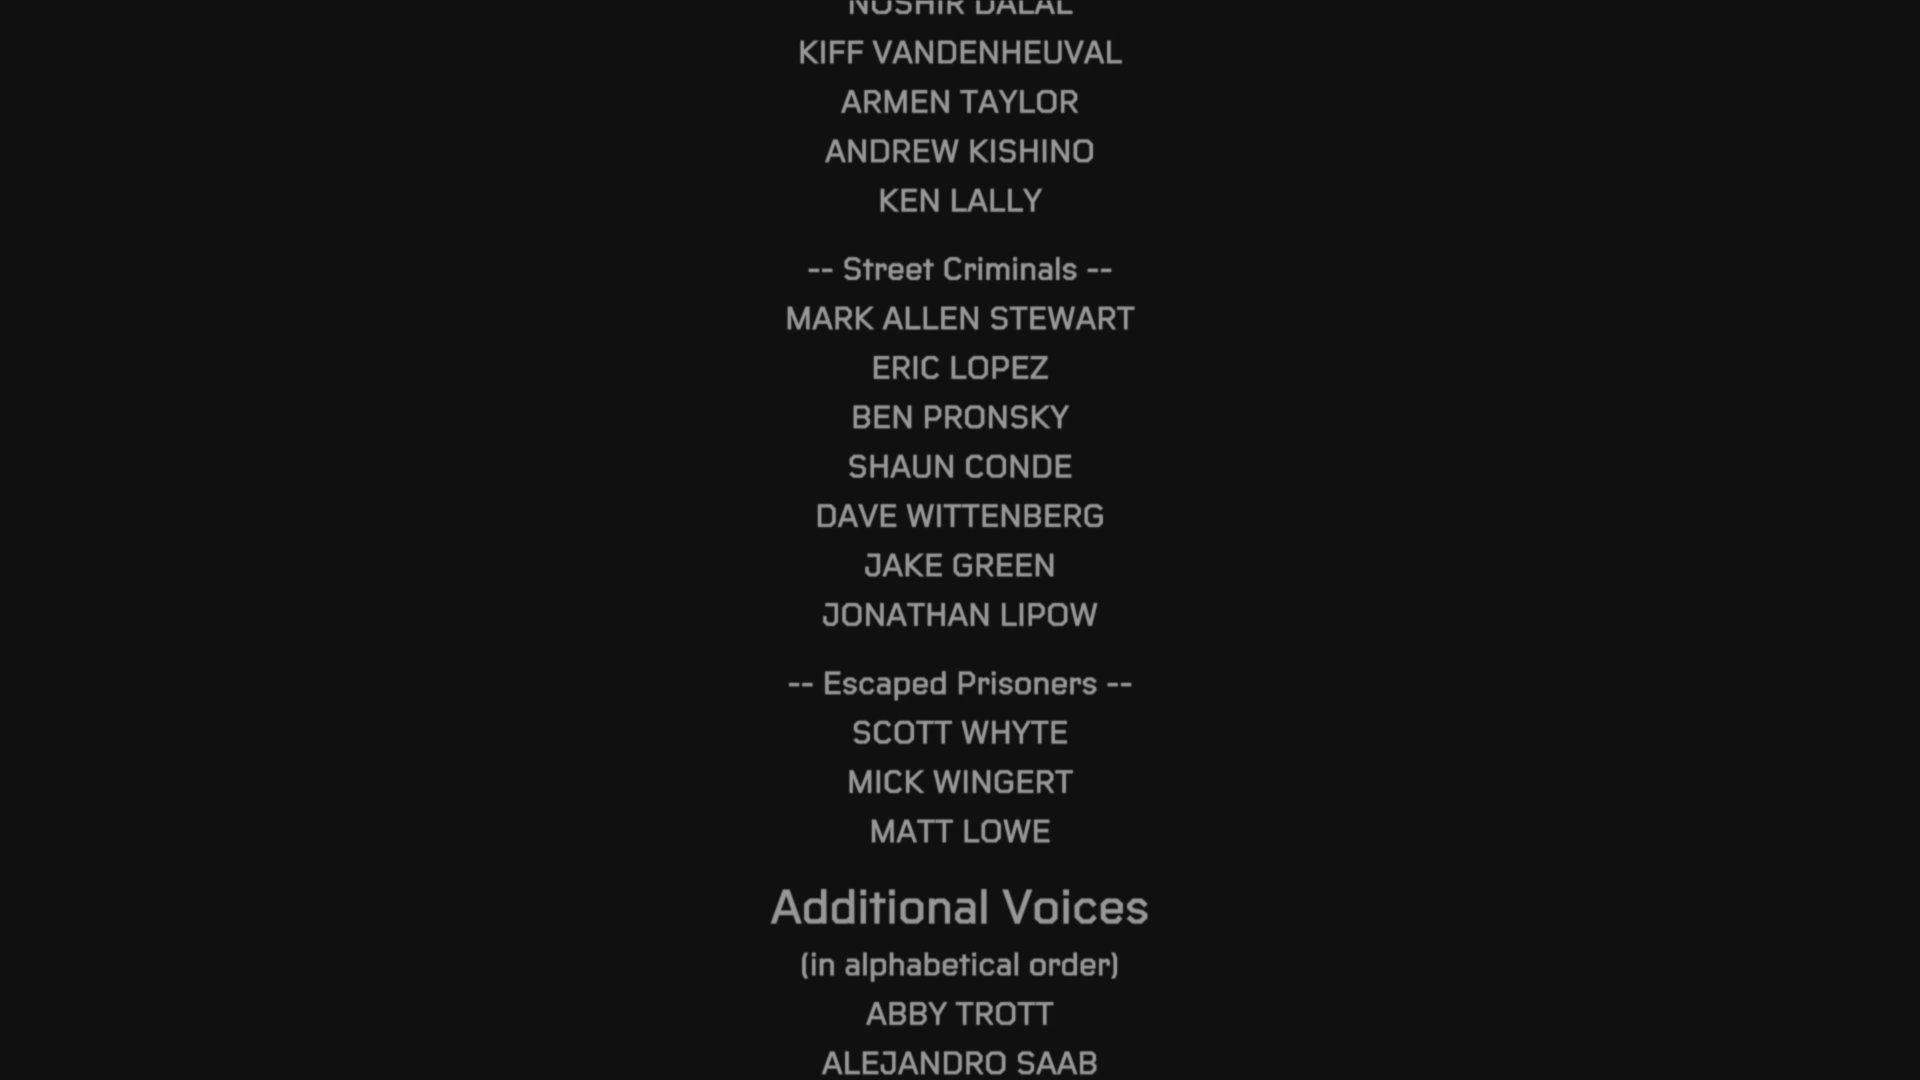 NOSHIR DALAL
KIFF VANDENHEUVAL
ARMEN TAYLOR
ANDREW KISHINO
KEN LALLY
-- Street Criminals --
MARK ALLEN STEWART
ERIC LOPEZ
BEN PRONSKY
SHAUN CONDE
DAVE WITTENBERG
JAKE GREEN
JONATHAN LIPOW
-- Escaped Prisoners --
SCOTT WHYTE
MICK WINGERT
MATT LOWE
Additional Voices
(in alphabetical order)
ABBY TROTT
ALEJANDRO SAAB